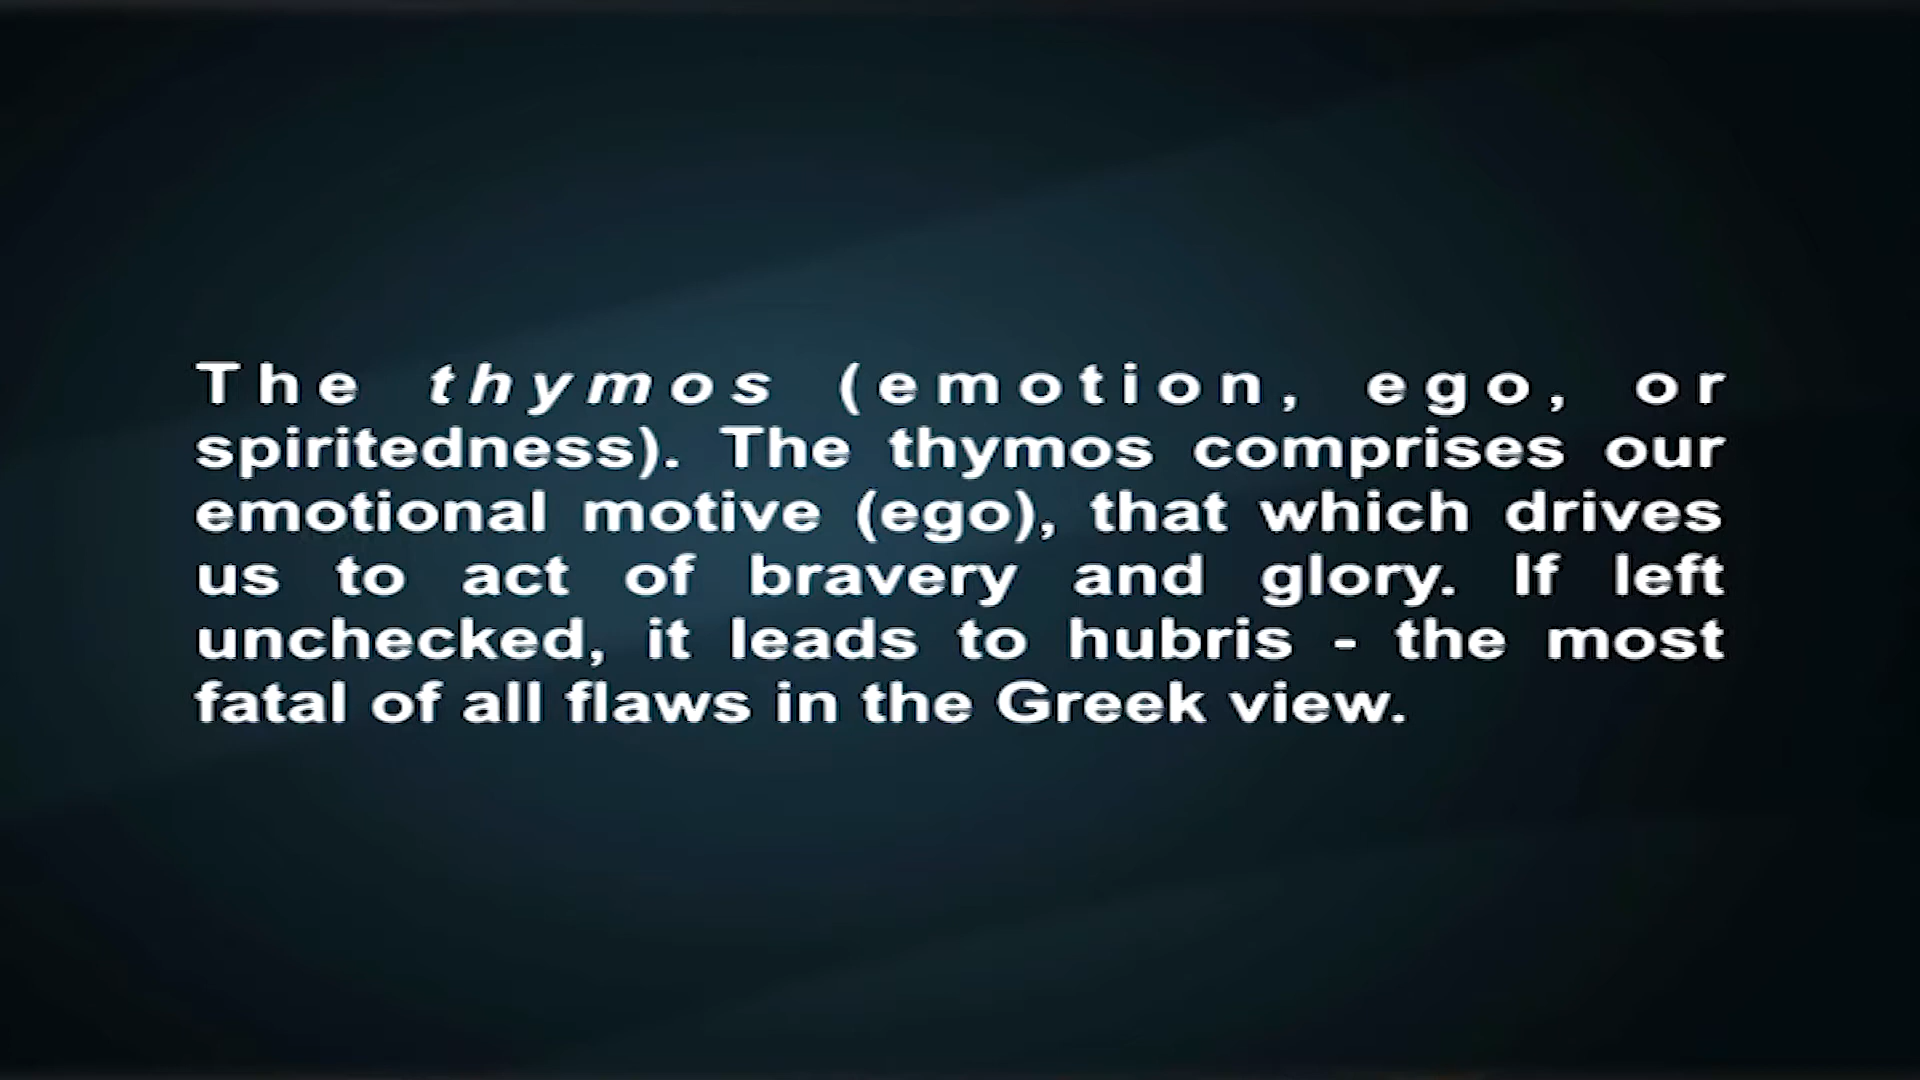 The thymos (emotion, ego, or
spiritedness). The thymos comprises our
emotional motive (ego), that which drives
us to act of bravery and glory. If left
unchecked, it leads to hubris - the most
fatal of all flaws in the Greek view.